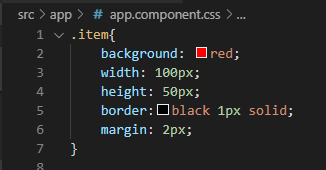 src > app > # app.component.css > ...
1 .item{
2 background: red;
3 width: 100px;
4 height: 50px;
5 border: black 1px solid;
6 margin: 2px;
7 }
8